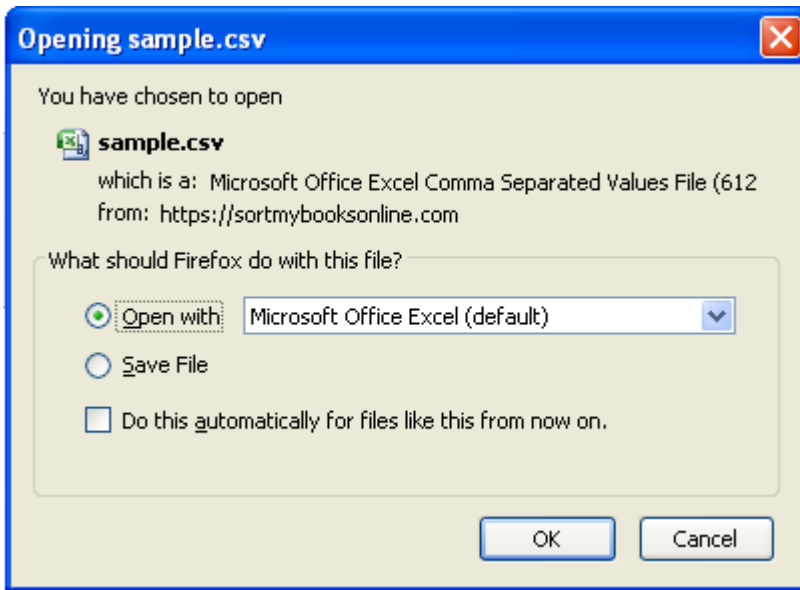 Opening sample.csv
You have chosen to open
sample.csv
which is a: Microsoft Office Excel Comma Separated Values File (612
from: https://sortmybooksonline.com
What should Firefox do with this file?
Open with Microsoft Office Excel (default)
Save File
Do this automatically for files like this from now on.
OK Cancel